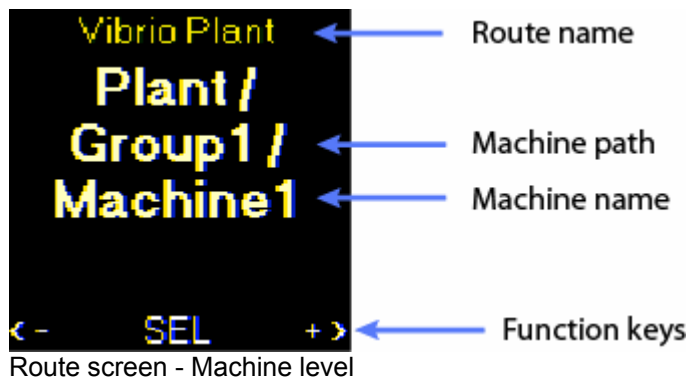 Vibrio Plant Route name
Plant /
Group1 / Machine path
Machine1 Machine name
< - SEL + > Function keys
Route screen - Machine level